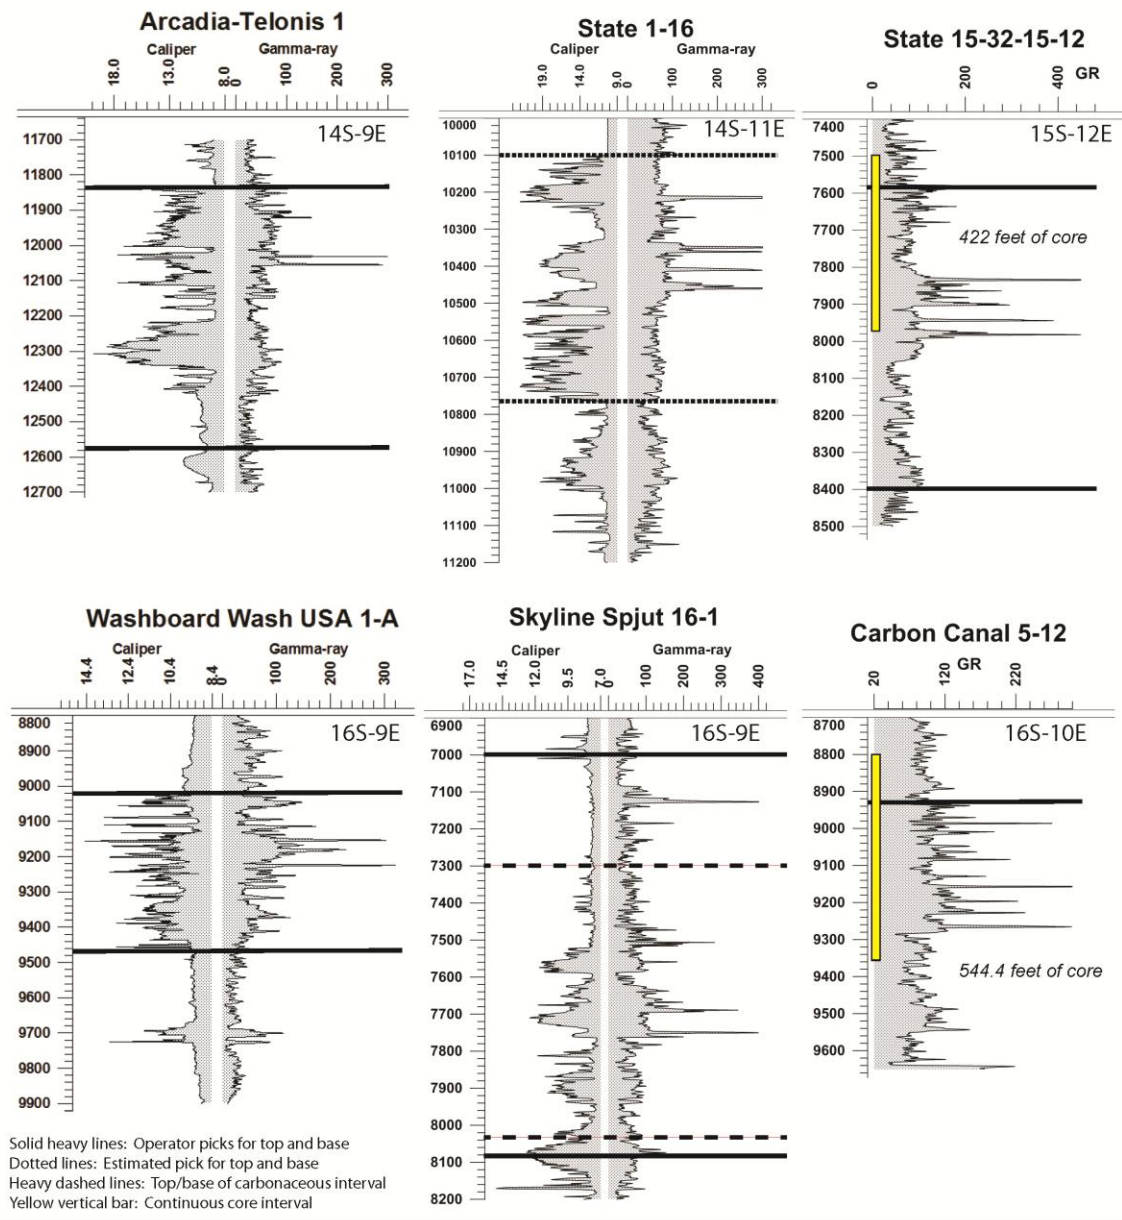 Arcadia-Telonis 1
Caliper Gamma-ray
18.0 13.0 8.0 0 100 200 300
14S-9E
11700
11800
11900
12000
12100
12200
12300
12400
12500
12600
12700
State 1-16
Caliper Gamma-ray
19.0 14.0 9.0 0 100 200 300
14S-11E
10000
10100
10200
10300
10400
10500
10600
10700
10800
10900
11000
11100
11200
State 15-32-15-12
0 200 400 GR
15S-12E
7400
7500
7600
7700
7800
7900
8000
8100
8200
8300
8400
8500
422 feet of core
Washboard Wash USA 1-A
Caliper Gamma-ray
14.4 12.4 10.4 8.4 0 100 200 300
16S-9E
8800
8900
9000
9100
9200
9300
9400
9500
9600
9700
9800
9900
Skyline Spjut 16-1
Caliper Gamma-ray
17.0 14.5 12.0 9.5 7.0 0 100 200 300 400
16S-9E
6900
7000
7100
7200
7300
7400
7500
7600
7700
7800
7900
8000
8100
8200
Carbon Canal 5-12
GR
20 120 220
16S-10E
8700
8800
8900
9000
9100
9200
9300
9400
9500
9600
544.4 feet of core
Solid heavy lines: Operator picks for top and base
Dotted lines: Estimated pick for top and base
Heavy dashed lines: Top/base of carbonaceous interval
Yellow vertical bar: Continuous core interval